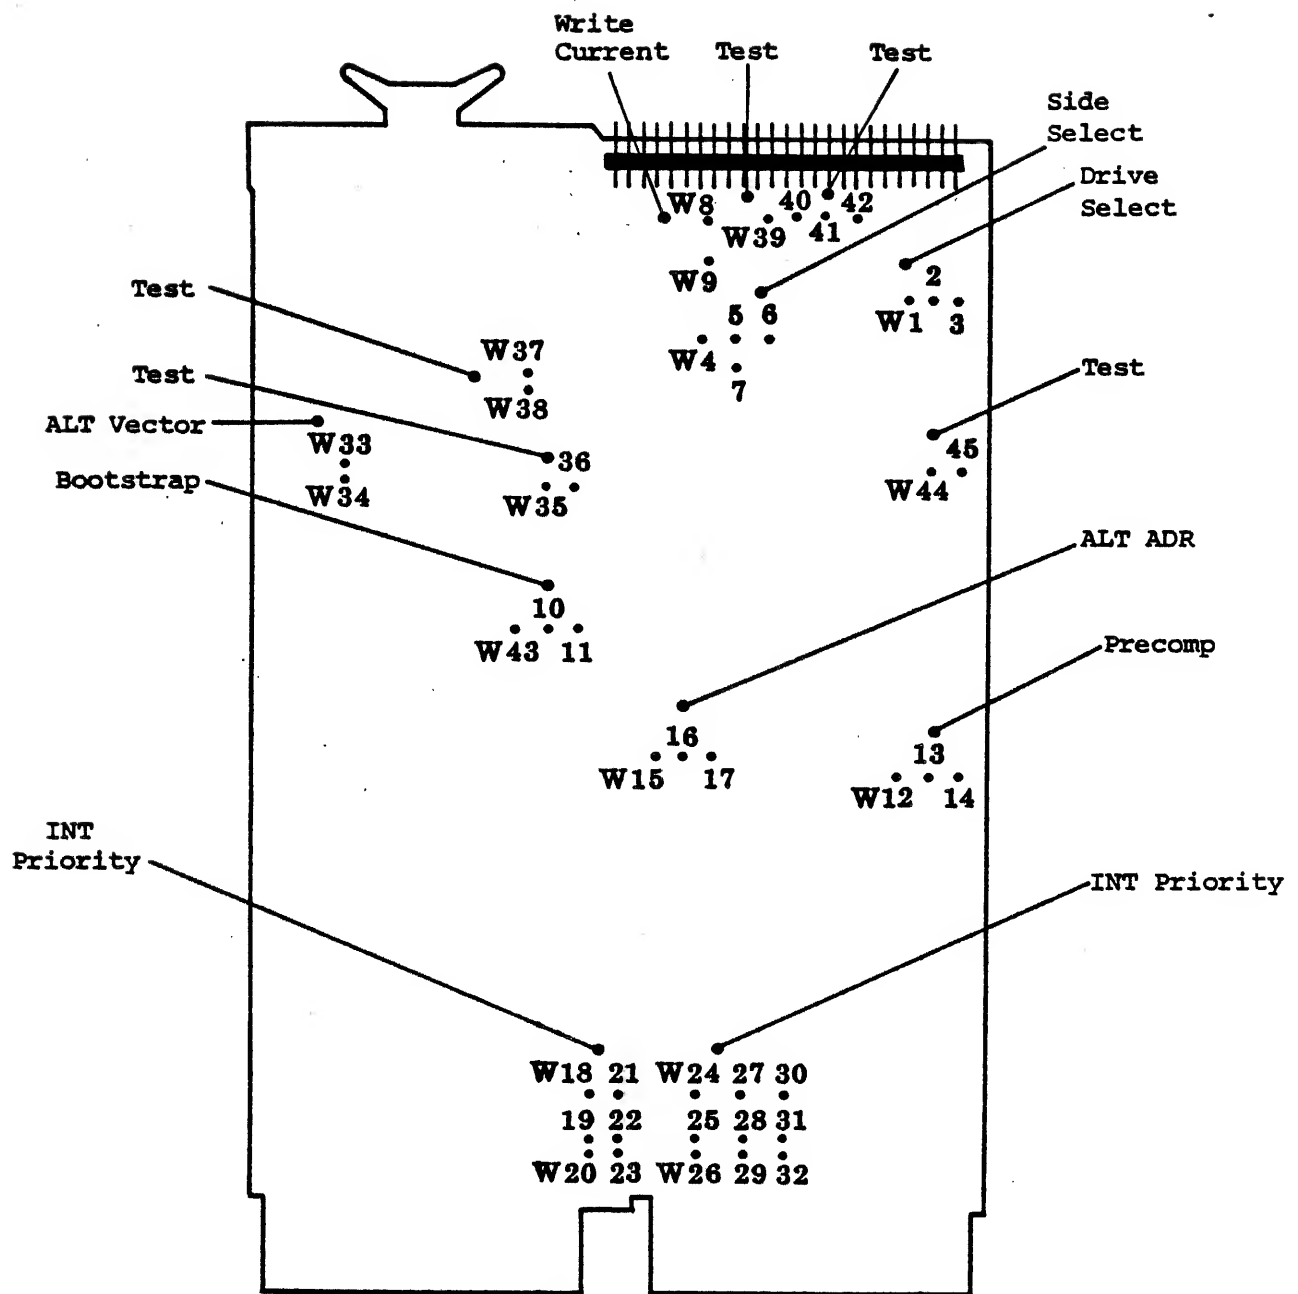 Write
Current
Test
Test
Side
Select
Drive
Select
W8
40
42
W39
41
W9
2
W1
3
5
6
W4
7
Test
W37
W38
Test
Test
36
W35
45
W44
ALT Vector
W33
W34
Bootstrap
10
W43
11
ALT ADR
16
W15
17
Precomp
13
W12
14
INT
Priority
INT Priority
W18 21 W24 27 30
19 22 25 28 31
W20 23 W26 29 32